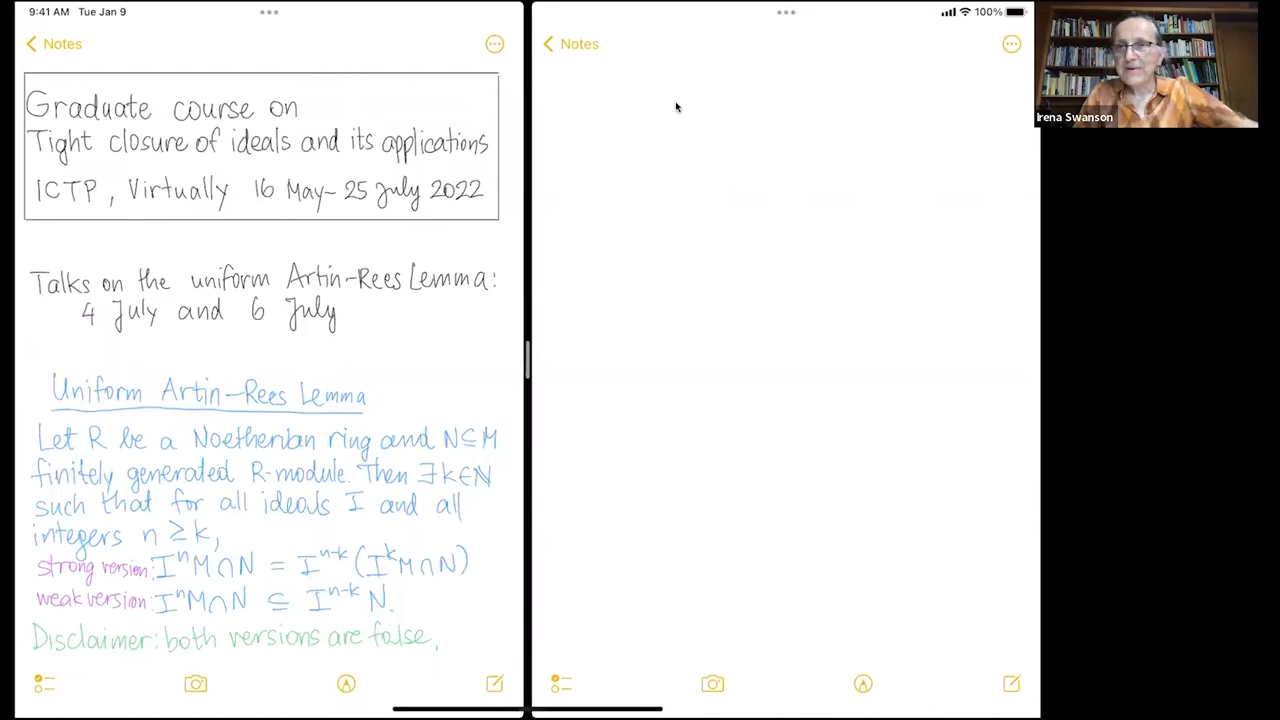 9:41 AM Tue Jan 9
100%
Notes
Notes
Graduate course on
Tight closure of ideals and its applications
ICTP, Virtually 16 May - 25 July 2022
Talks on the uniform Artin-Rees Lemma:
4 July and 6 July
Uniform Artin-Rees Lemma
Let R be a Noetherian ring and N⊆M
finitely generated R-module. Then ∃k∈ℕ
such that for all ideals I and all
integers n ≥ k,
strong version: IⁿM∩N = Iⁿ⁻ᵏ(IᵏM∩N)
weak version: IⁿM∩N ⊆ Iⁿ⁻ᵏ N.
Disclaimer: both versions are false.
Irena Swanson